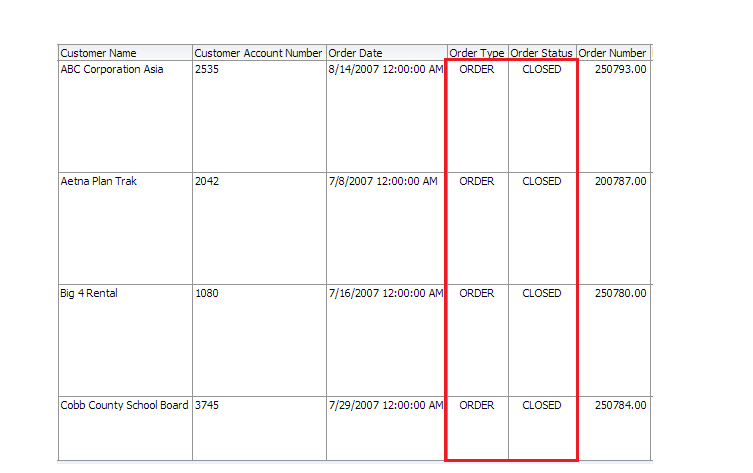 Customer Name Customer Account Number Order Date Order Type Order Status Order Number
ABC Corporation Asia 2535 8/14/2007 12:00:00 AM ORDER CLOSED 250793.00
Aetna Plan Trak 2042 7/8/2007 12:00:00 AM ORDER CLOSED 200787.00
Big 4 Rental 1080 7/16/2007 12:00:00 AM ORDER CLOSED 250780.00
Cobb County School Board 3745 7/29/2007 12:00:00 AM ORDER CLOSED 250784.00